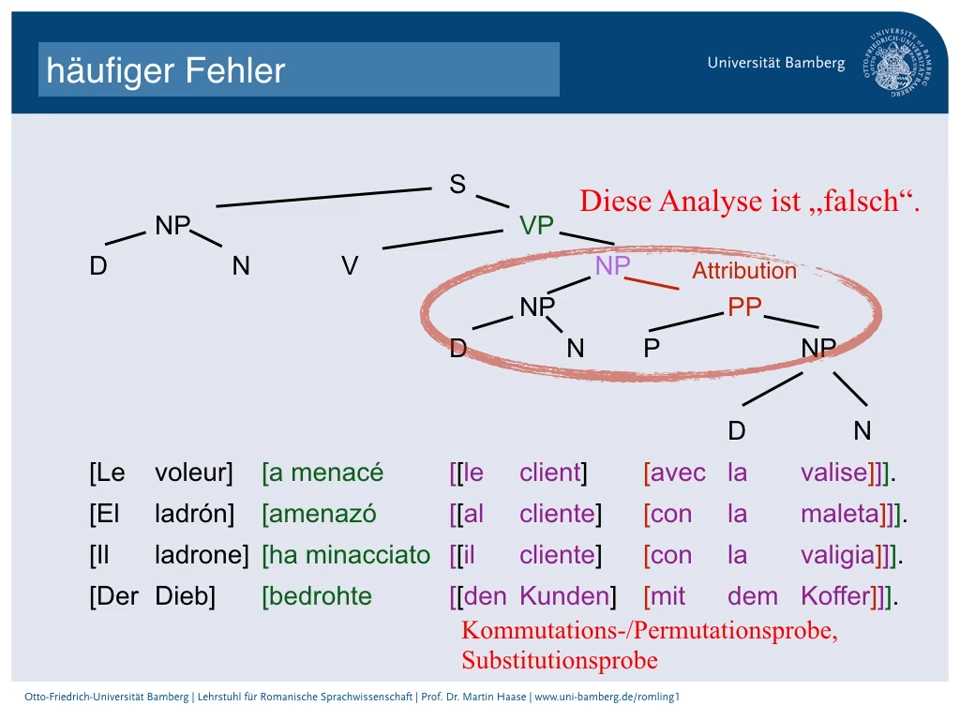 häufiger Fehler
Universität Bamberg
S
Diese Analyse ist „falsch“.
NP VP
D N V NP Attribution
NP PP
D N P NP
D N
[Le voleur] [a menacé [[le client] [avec la valise]]].
[El ladrón] [amenazó [[al cliente] [con la maleta]]].
[Il ladrone] [ha minacciato [[il cliente] [con la valigia]]].
[Der Dieb] [bedrohte [[den Kunden] [mit dem Koffer]]].
Kommutations-/Permutationsprobe,
Substitutionsprobe
Otto-Friedrich-Universität Bamberg | Lehrstuhl für Romanische Sprachwissenschaft | Prof. Dr. Martin Haase | www.uni-bamberg.de/romling1